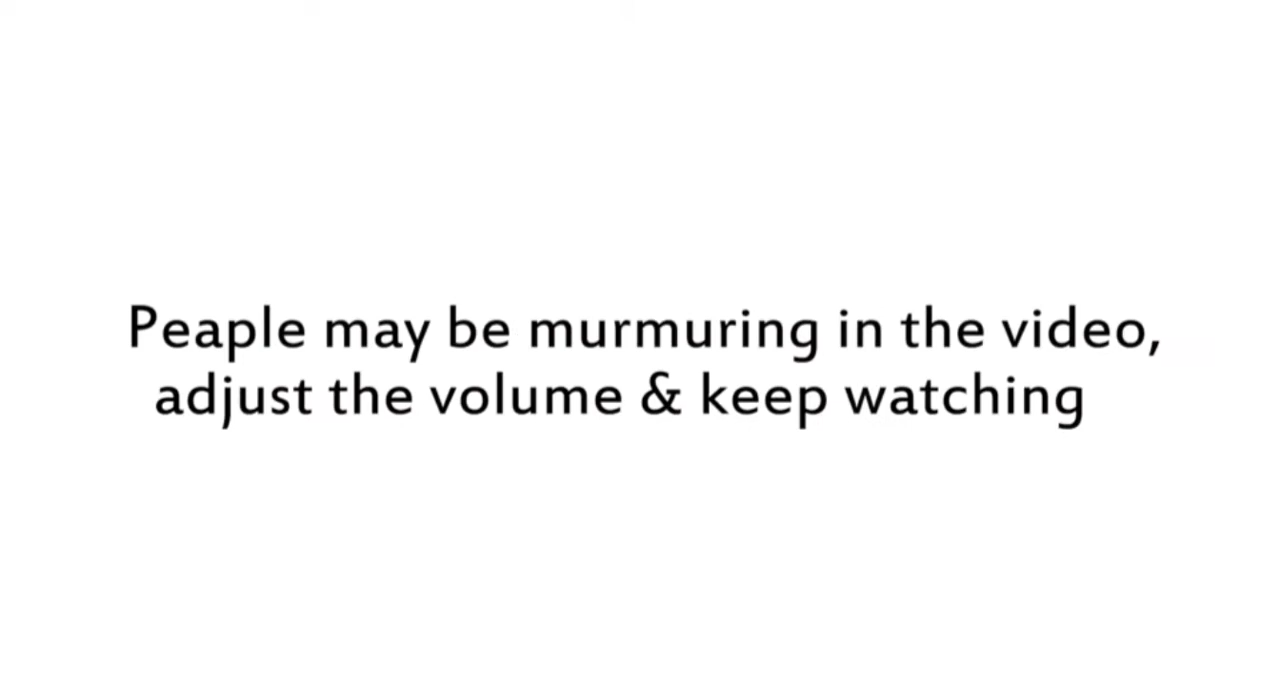 Peaple may be murmuring in the video,
adjust the volume & keep watching